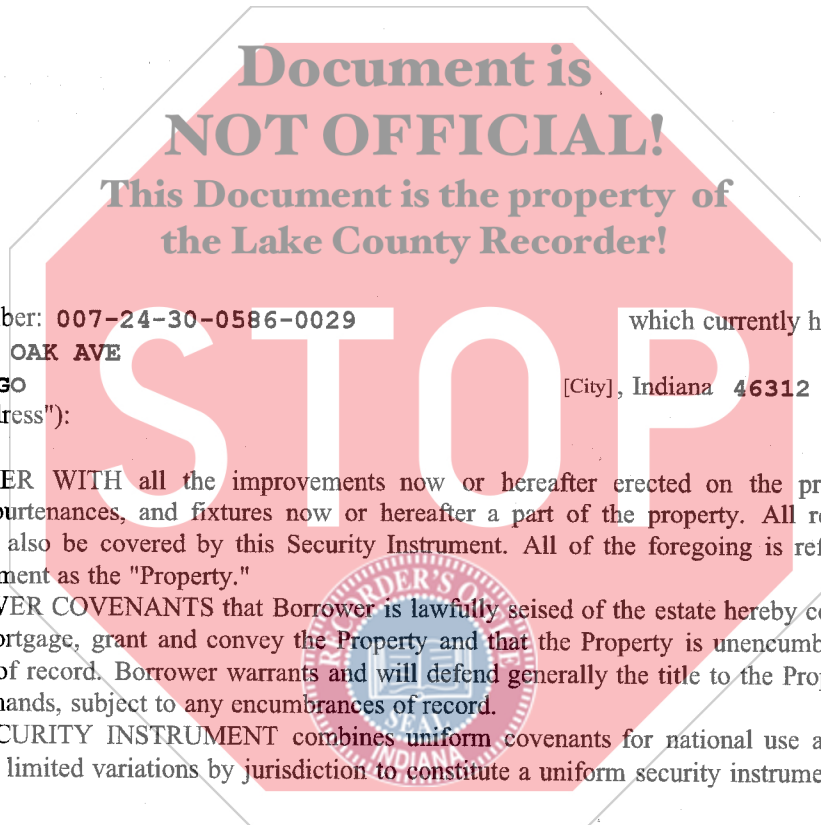 Document is
NOT OFFICIAL!
This Document is the property of
the Lake County Recorder!
STOP
ber: 007-24-30-0586-0029 which currently h
OAK AVE
GO [City], Indiana 46312
ress"):
ER WITH all the improvements now or hereafter erected on the pr
ourtenances, and fixtures now or hereafter a part of the property. All re
also be covered by this Security Instrument. All of the foregoing is ref
ment as the "Property."
VER COVENANTS that Borrower is lawfully seised of the estate hereby co
ortgage, grant and convey the Property and that the Property is unencumb
of record. Borrower warrants and will defend generally the title to the Prop
nands, subject to any encumbrances of record.
CURITY INSTRUMENT combines uniform covenants for national use a
limited variations by jurisdiction to constitute a uniform security instrume
RECORDER'S OFFICE
SEAL
INDIANA